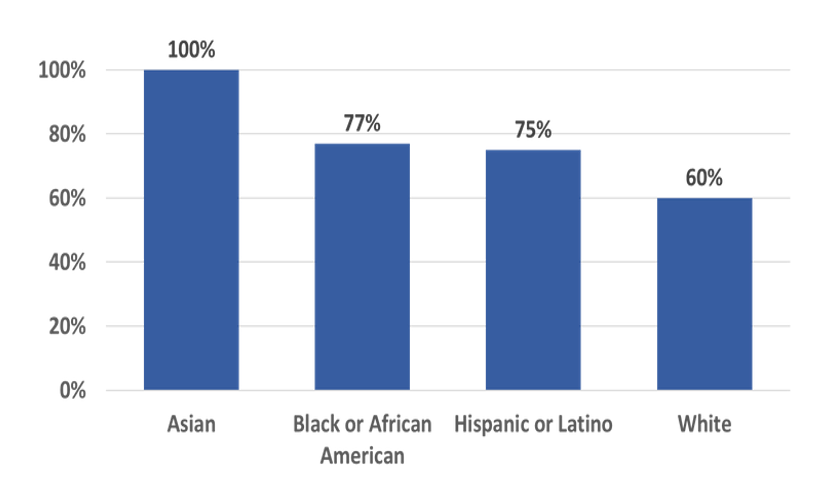 100%
100%
77%
75%
80%
60%
60%
40%
20%
0%
Asian
Black or African American
Hispanic or Latino
White